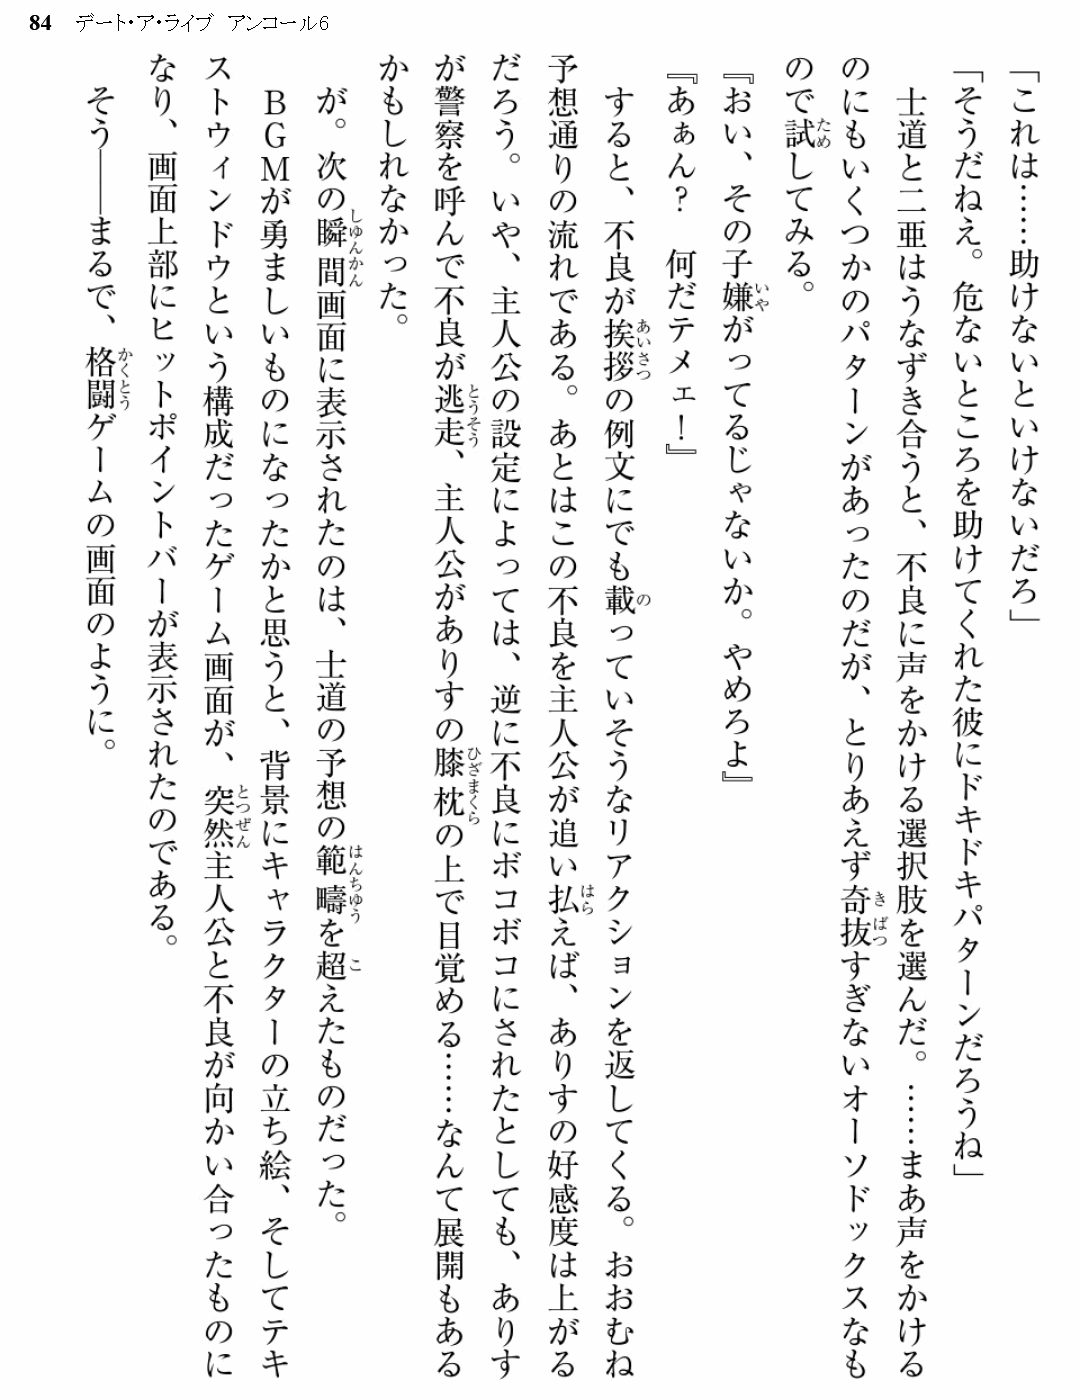 84 デート・ア・ライブ アンコール6
「これは……助けないといけないだろ」
「そうだねえ。危ないところを助けてくれた彼にドキドキパターンだろうね」
　士道と二亜はうなずき合うと、不良に声をかける選択肢を選んだ。……まあ声をかける
のにもいくつかのパターンがあったのだが、とりあえず奇抜すぎないオーソドックスなも
ので試してみる。
『おい、その子嫌がってるじゃないか。やめろよ』
『あぁん？　何だテメェ！』
　すると、不良が挨拶の例文にでも載っていそうなリアクションを返してくる。おおむね
予想通りの流れである。あとはこの不良を主人公が追い払えば、ありすの好感度は上がる
だろう。いや、主人公の設定によっては、逆に不良にボコボコにされたとしても、ありす
が警察を呼んで不良が逃走、主人公がありすの膝枕の上で目覚める……なんて展開もある
かもしれなかった。
　が。次の瞬間画面に表示されたのは、士道の予想の範疇を超えたものだった。
　ＢＧＭが勇ましいものになったかと思うと、背景にキャラクターの立ち絵、そしてテキ
ストウィンドウという構成だったゲーム画面が、突然主人公と不良が向かい合ったものに
なり、画面上部にヒットポイントバーが表示されたのである。
　そう――まるで、格闘ゲームの画面のように。